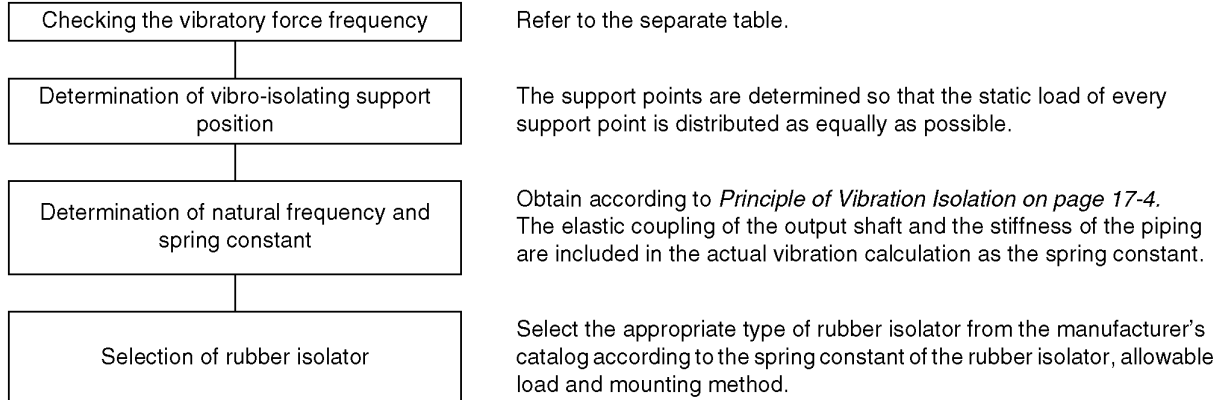 Checking the vibratory force frequency
Refer to the separate table.
Determination of vibro-isolating support
position
The support points are determined so that the static load of every
support point is distributed as equally as possible.
Determination of natural frequency and
spring constant
Obtain according to Principle of Vibration Isolation on page 17-4.
The elastic coupling of the output shaft and the stiffness of the piping
are included in the actual vibration calculation as the spring constant.
Selection of rubber isolator
Select the appropriate type of rubber isolator from the manufacturer's
catalog according to the spring constant of the rubber isolator, allowable
load and mounting method.